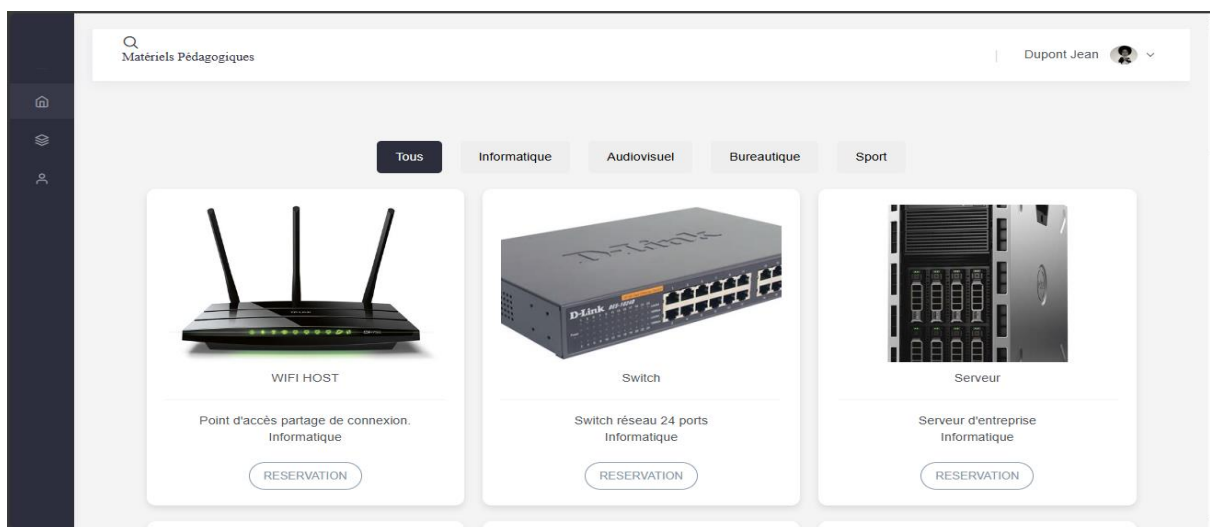 Matériels Pédagogiques
Dupont Jean
Tous
Informatique
Audiovisuel
Bureautique
Sport
D-Link
D-Link
WIFI HOST
Switch
Serveur
Point d'accès partage de connexion.
Informatique
Switch réseau 24 ports
Informatique
Serveur d'entreprise
Informatique
RESERVATION
RESERVATION
RESERVATION